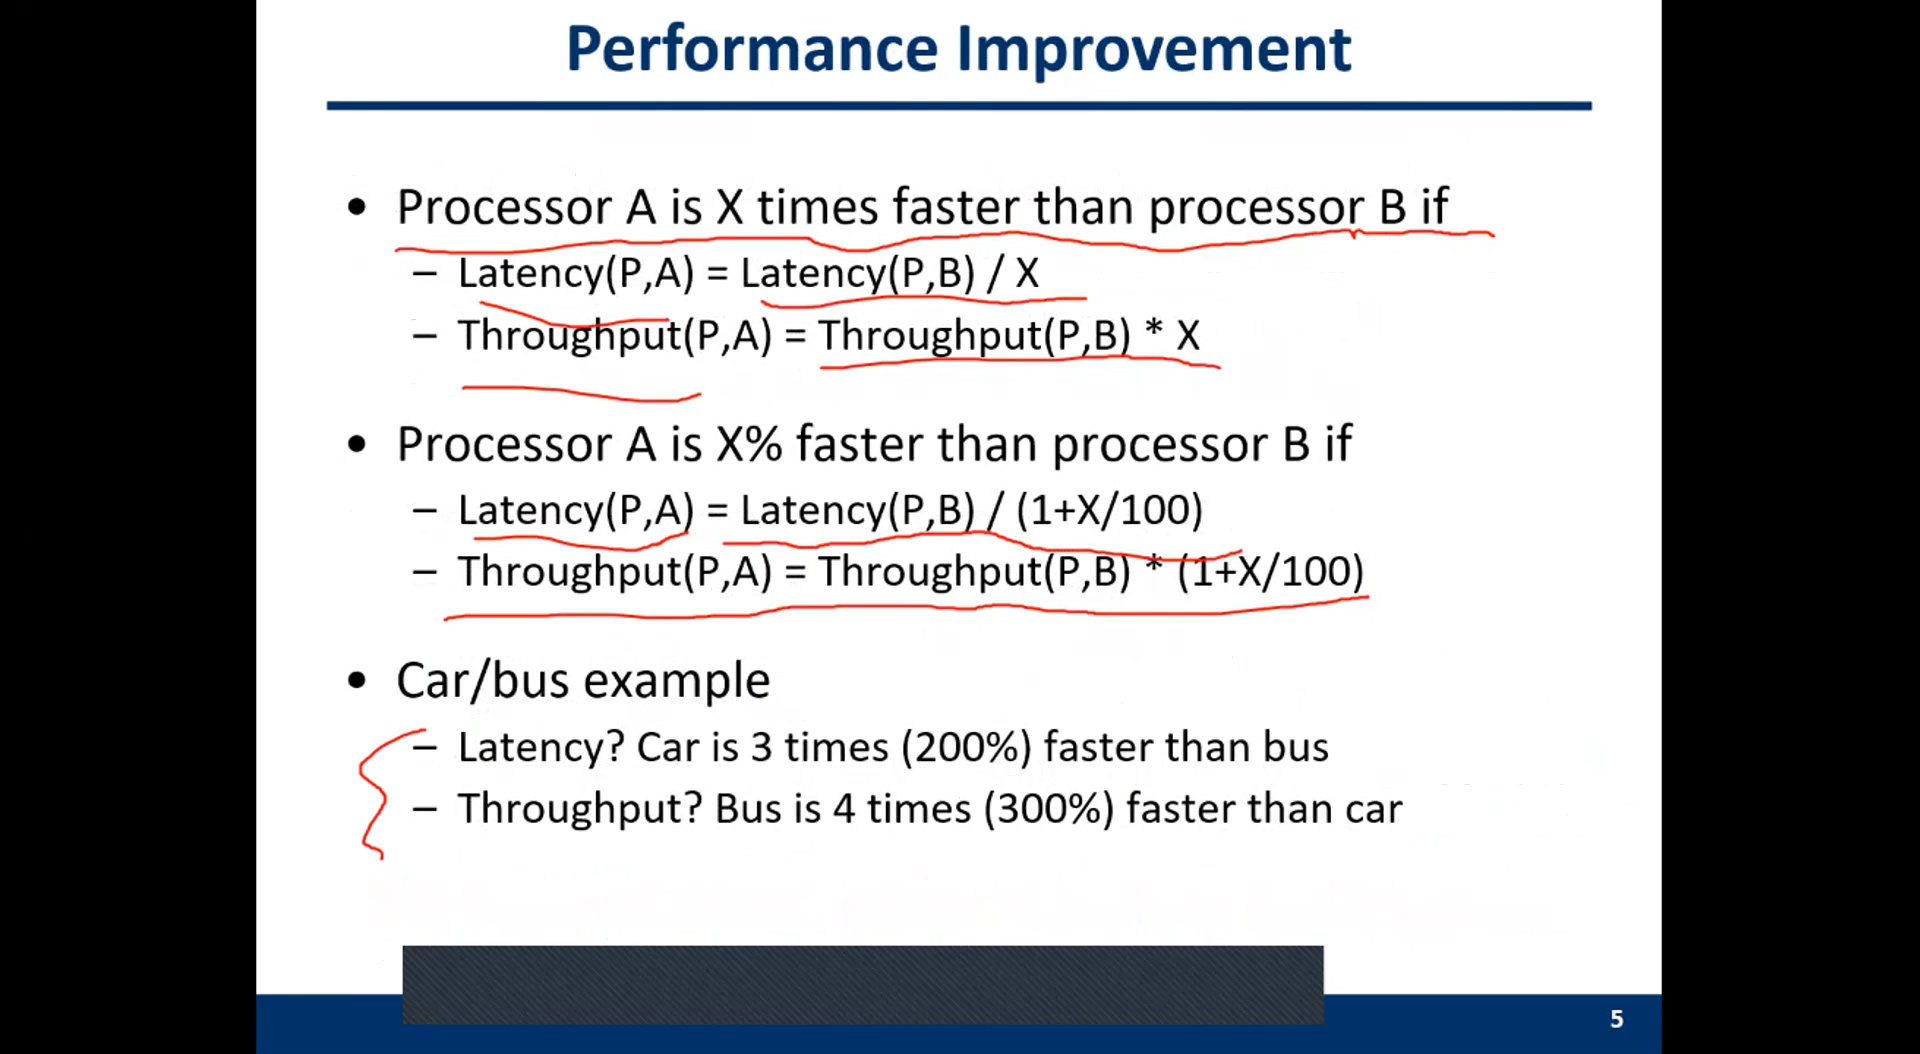 Performance Improvement
• Processor A is X times faster than processor B if
– Latency(P,A) = Latency(P,B) / X
– Throughput(P,A) = Throughput(P,B) * X
• Processor A is X% faster than processor B if
– Latency(P,A) = Latency(P,B) / (1+X/100)
– Throughput(P,A) = Throughput(P,B) * (1+X/100)
• Car/bus example
– Latency? Car is 3 times (200%) faster than bus
– Throughput? Bus is 4 times (300%) faster than car
5